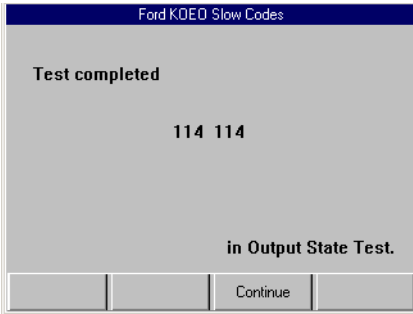 Ford KOEO Slow Codes
Test completed
114 114
in Output State Test.
Continue